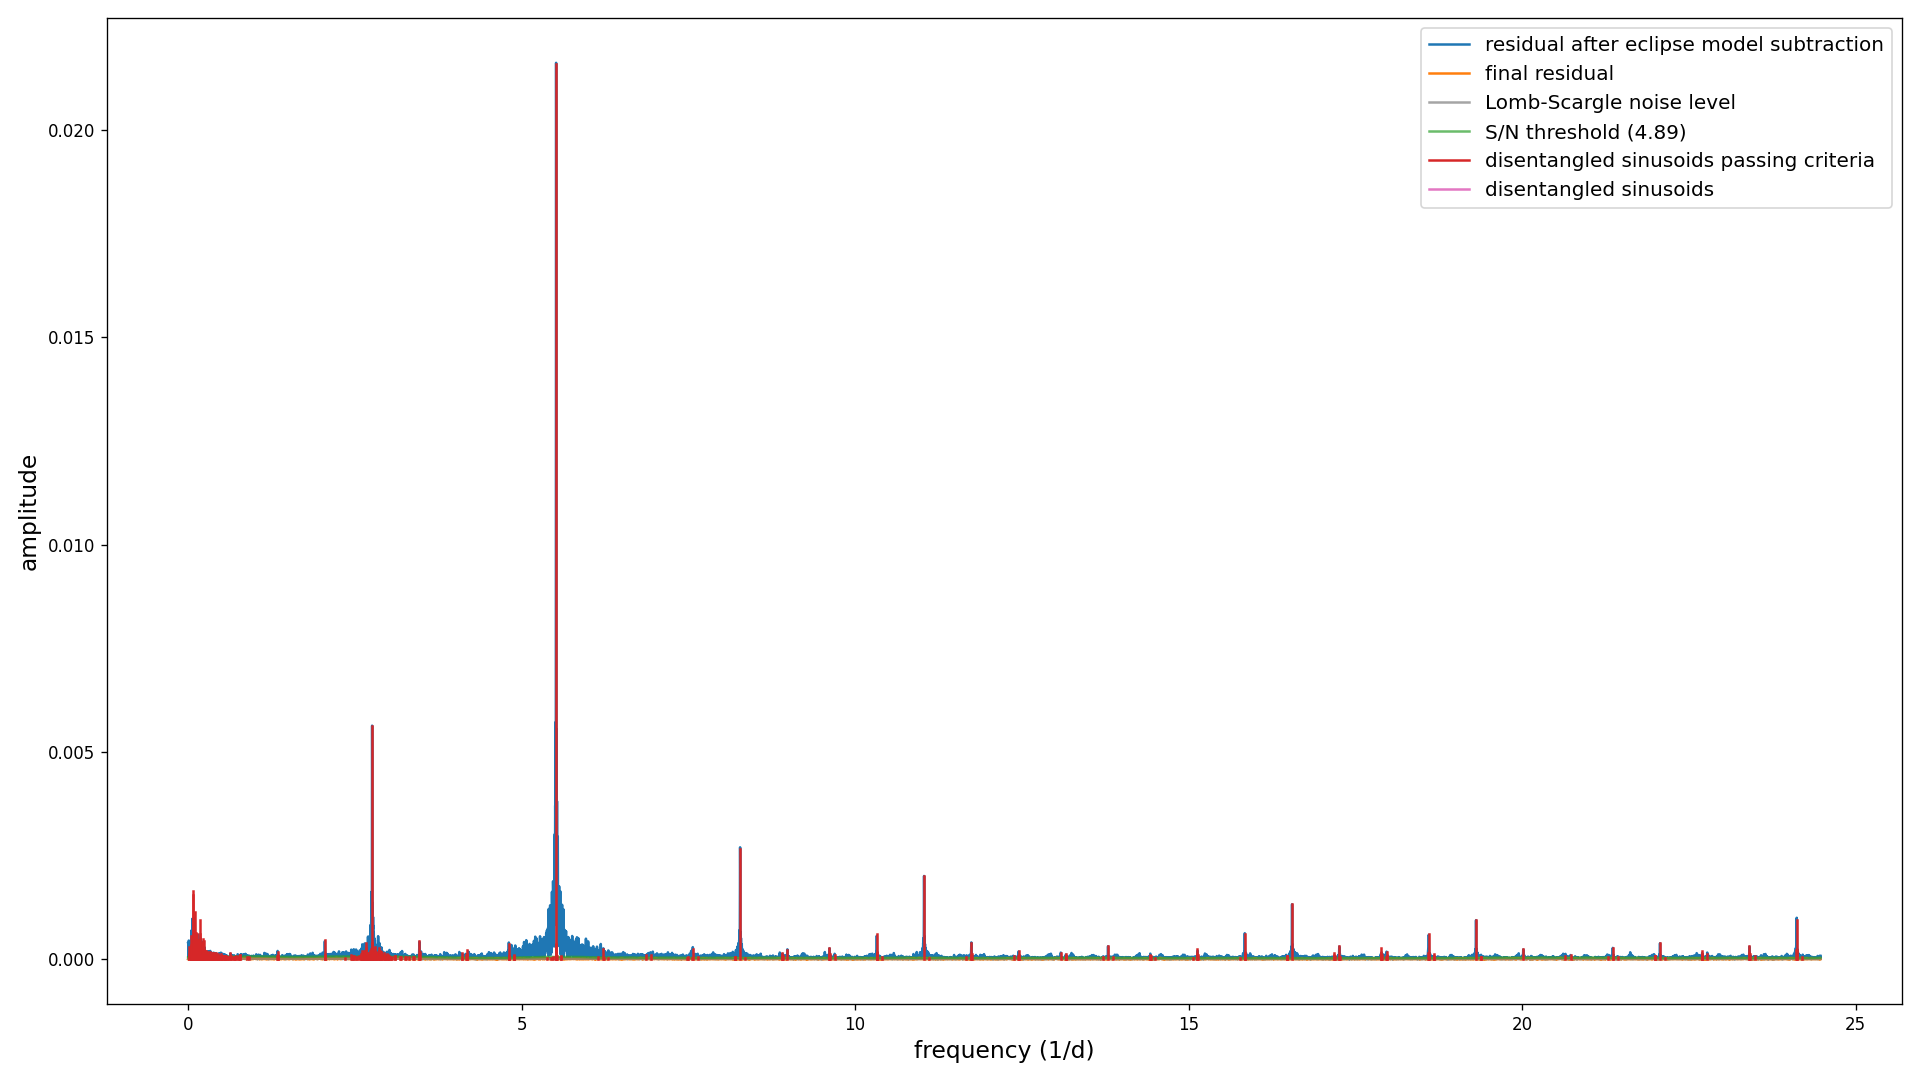 residual after eclipse model subtraction
final residual
Lomb-Scargle noise level
S/N threshold (4.89)
disentangled sinusoids passing criteria
disentangled sinusoids
0.020
0.015
0.010
0.005
0.000
amplitude
0 5 10 15 20 25
frequency (1/d)